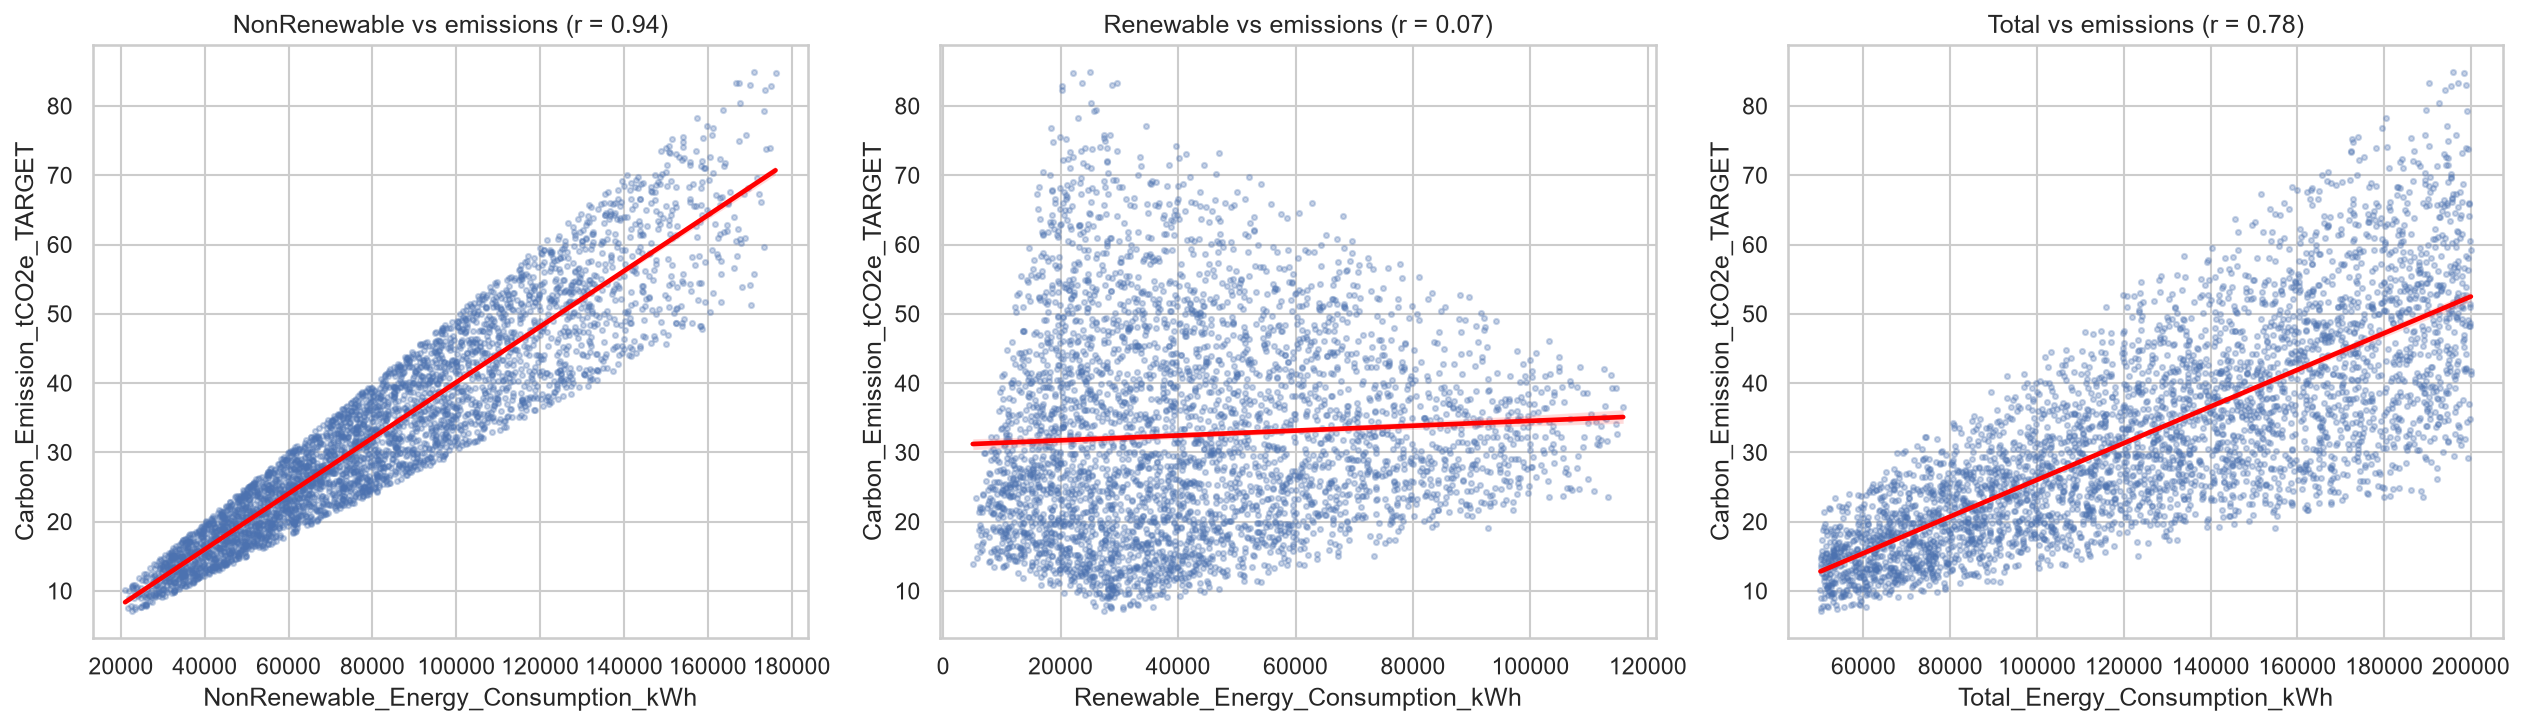 NonRenewable vs emissions (r = 0.94)
Carbon_Emission_tCO2e_TARGET
80
70
60
50
40
30
20
10
20000 40000 60000 80000 100000 120000 140000 160000 180000
NonRenewable_Energy_Consumption_kWh
Renewable vs emissions (r = 0.07)
Carbon_Emission_tCO2e_TARGET
80
70
60
50
40
30
20
10
0 20000 40000 60000 80000 100000 120000
Renewable_Energy_Consumption_kWh
Total vs emissions (r = 0.78)
Carbon_Emission_tCO2e_TARGET
80
70
60
50
40
30
20
10
60000 80000 100000 120000 140000 160000 180000 200000
Total_Energy_Consumption_kWh